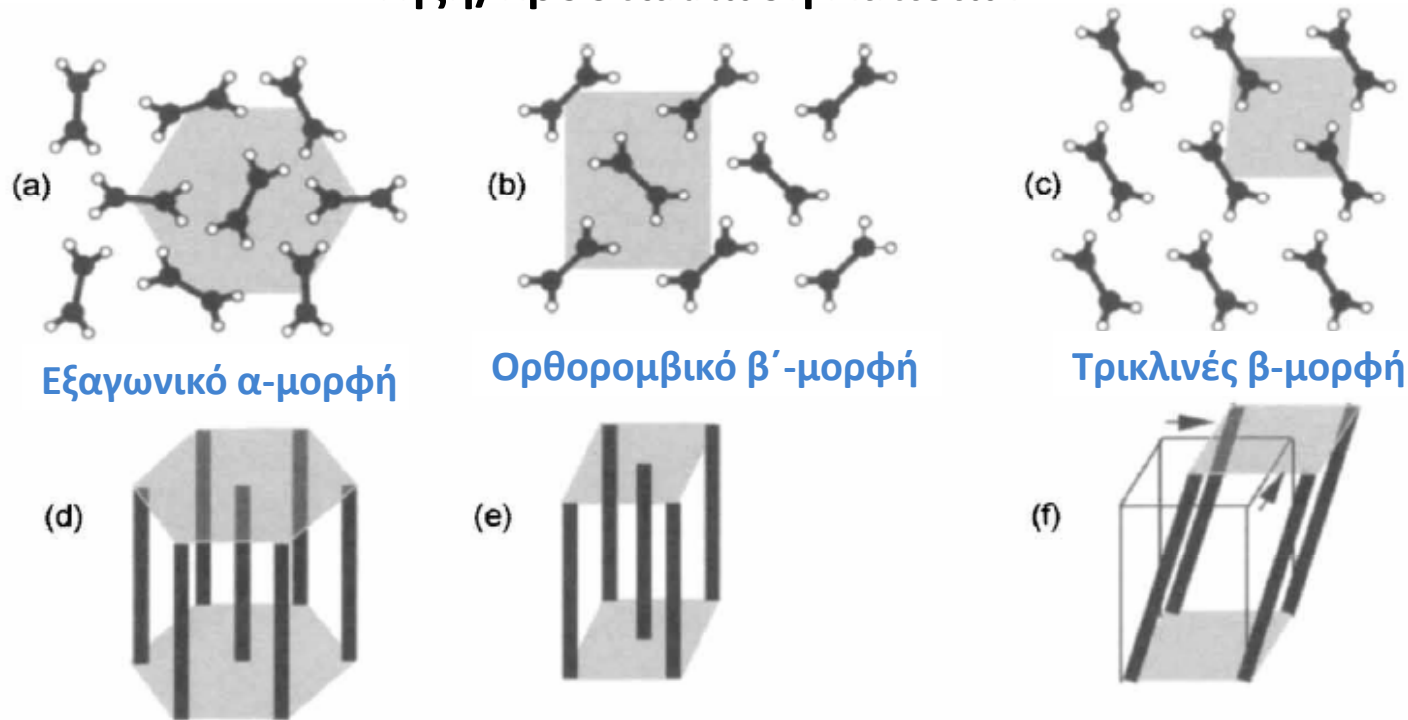 (a)
(b)
(c)
Εξαγωνικό α-μορφή
Ορθορομβικό β΄-μορφή
Τρικλινές β-μορφή
(d)
(e)
(f)